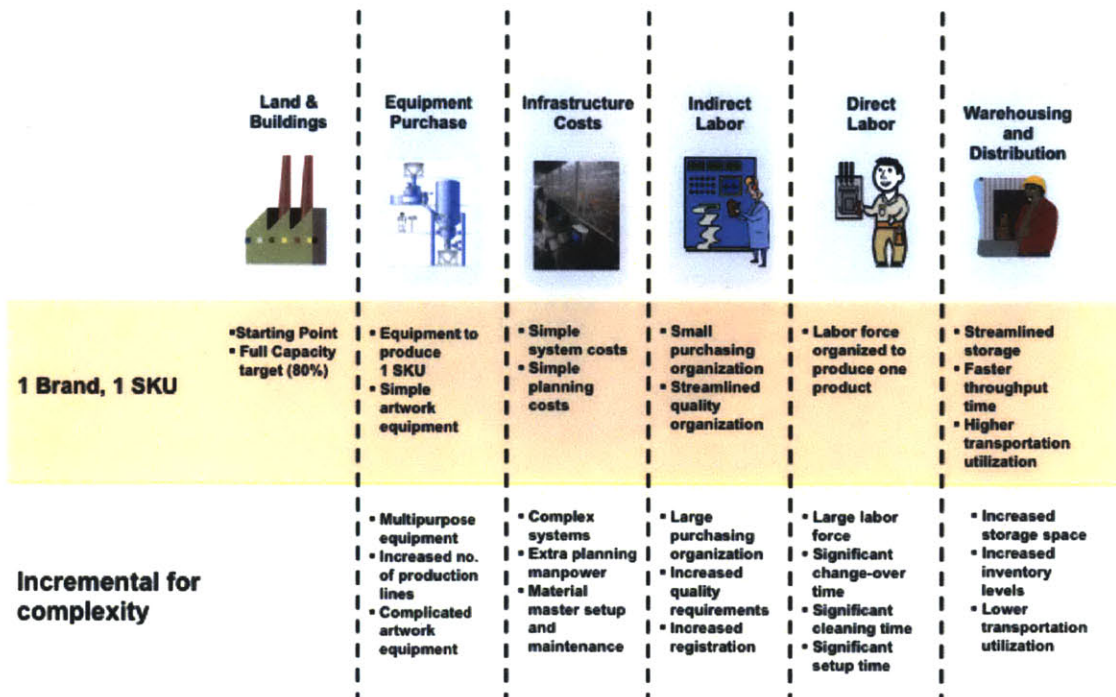 Land &
Buildings
Equipment
Purchase
Infrastructure
Costs
Indirect
Labor
Direct
Labor
Warehousing
and
Distribution
1 Brand, 1 SKU
▪Starting Point
▪ Full Capacity
target (80%)
▪ Equipment to
produce
1 SKU
▪ Simple
artwork
equipment
▪ Simple
system costs
▪ Simple
planning
costs
▪ Small
purchasing
organization
▪ Streamlined
quality
organization
▪ Labor force
organized to
produce one
product
▪ Streamlined
storage
▪ Faster
throughput
time
▪ Higher
transportation
utilization
Incremental for
complexity
▪ Multipurpose
equipment
▪ Increased no.
of production
lines
▪ Complicated
artwork
equipment
▪ Complex
systems
▪ Extra planning
manpower
▪ Material
master setup
and
maintenance
▪ Large
purchasing
organization
▪ Increased
quality
requirements
▪ Increased
registration
▪ Large labor
force
▪ Significant
change-over
time
▪ Significant
cleaning time
▪ Significant
setup time
▪ Increased
storage space
▪ Increased
inventory
levels
▪ Lower
transportation
utilization